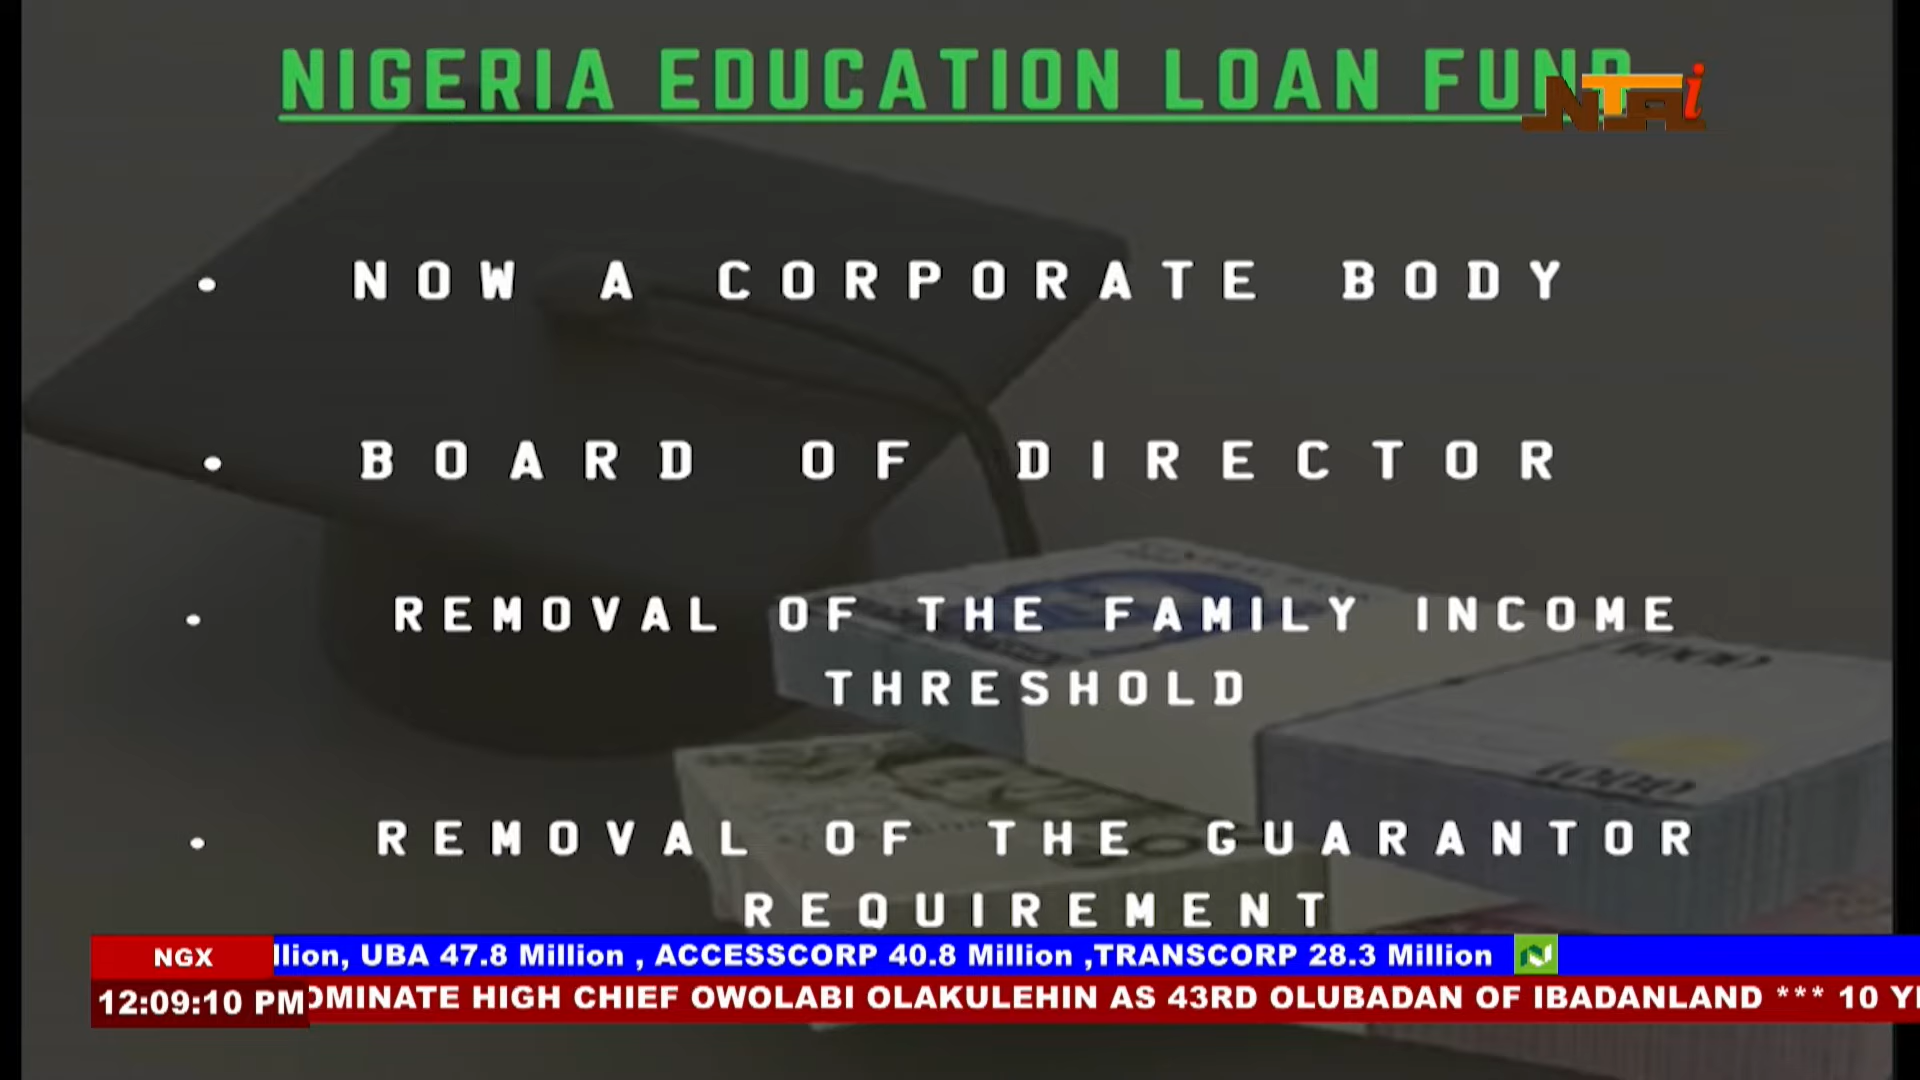 NIGERIA EDUCATION LOAN FUND
NTAi
• NOW A CORPORATE BODY
• BOARD OF DIRECTOR
• REMOVAL OF THE FAMILY INCOME
THRESHOLD
• REMOVAL OF THE GUARANTOR
REQUIREMENT
NGX
llion, UBA 47.8 Million , ACCESSCORP 40.8 Million ,TRANSCORP 28.3 Million
12:09:10 PM
OMINATE HIGH CHIEF OWOLABI OLAKULEHIN AS 43RD OLUBADAN OF IBADANLAND *** 10 Y